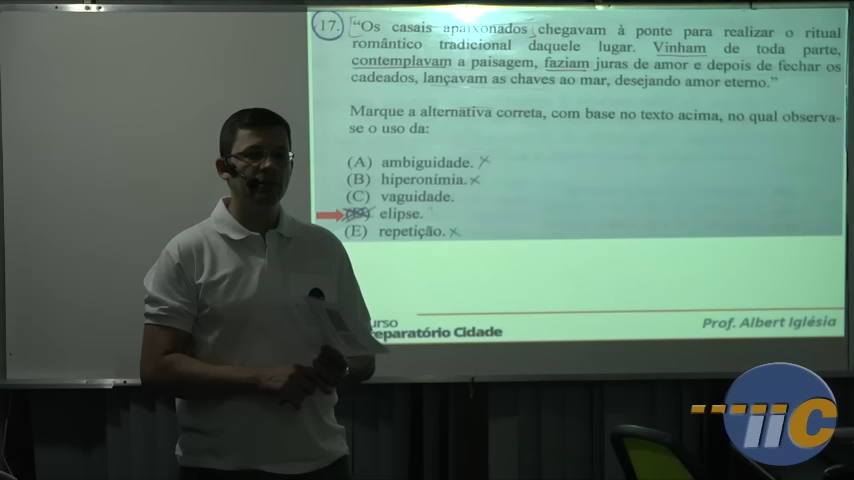 17. "Os casais apaixonados chegavam à ponte para realizar o ritual
romântico tradicional daquele lugar. Vinham de toda parte,
contemplavam a paisagem, faziam juras de amor e depois de fechar os
cadeados, lançavam as chaves ao mar, desejando amor eterno."
Marque a alternativa correta, com base no texto acima, no qual observa-
se o uso da:
(A) ambiguidade.
(B) hiperonímia.
(C) vaguidade.
elipse.
(E) repetição.
urso
eparatório Cidade
Prof. Albert Iglésia
IIC